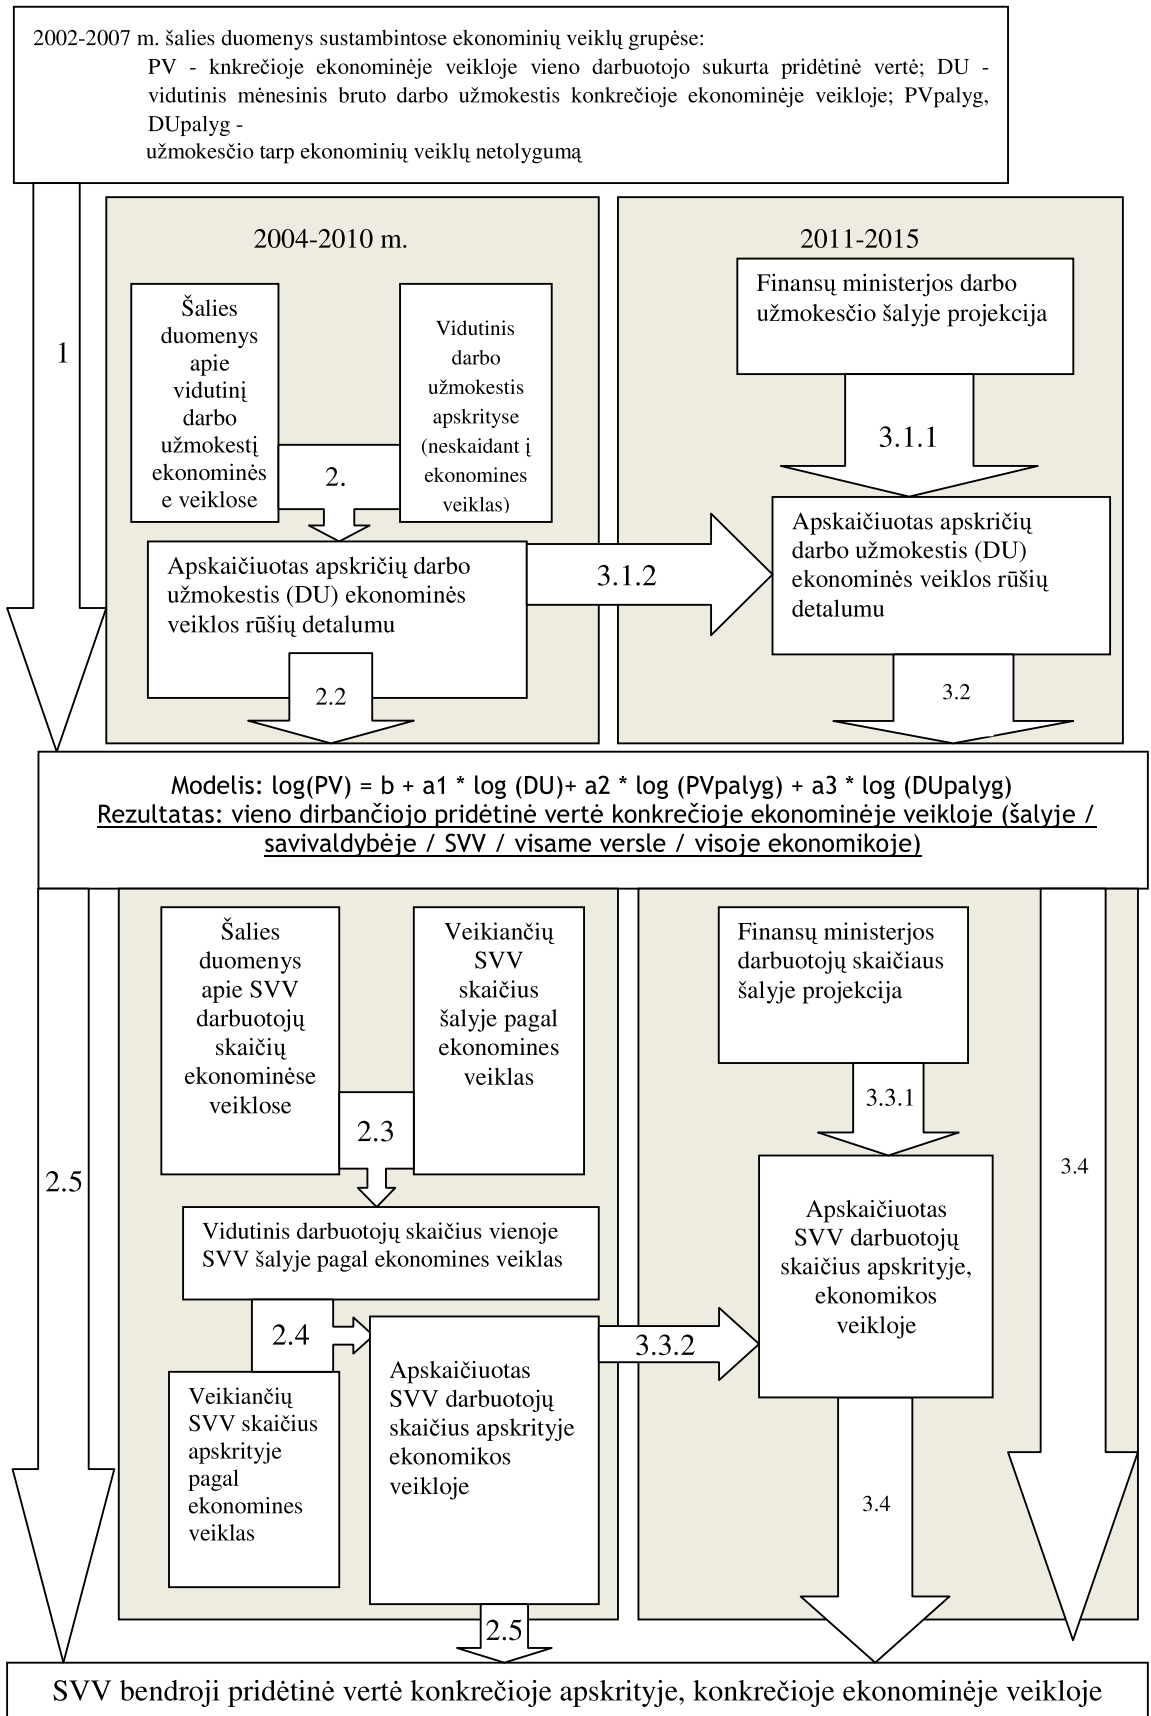 2002-2007 m. šalies duomenys sustambintose ekonominių veiklų grupėse:
PV - knkrečioje ekonominėje veikloje vieno darbuotojo sukurta pridėtinė vertė; DU -
vidutinis mėnesinis bruto darbo užmokestis konkrečioje ekonominėje veikloje; PVpalyg,
DUpalyg -
užmokesčio tarp ekonominių veiklų netolygumą
1
2004-2010 m.
Šalies
duomenys
apie
vidutinį
darbo
užmokestį
ekonominės
e veiklose
Vidutinis
darbo
užmokestis
apskrityse
(neskaidant į
ekonomines
veiklas)
2.
Apskaičiuotas apskričių darbo
užmokestis (DU) ekonominės
veiklos rūšių detalumu
2.2
2011-2015
Finansų ministerjos darbo
užmokesčio šalyje projekcija
3.1.1
3.1.2
Apskaičiuotas apskričių
darbo užmokestis (DU)
ekonominės veiklos rūšių
detalumu
3.2
Modelis: log(PV) = b + a1 * log (DU)+ a2 * log (PVpalyg) + a3 * log (DUpalyg)
Rezultatas: vieno dirbančiojo pridėtinė vertė konkrečioje ekonominėje veikloje (šalyje /
savivaldybėje / SVV / visame versle / visoje ekonomikoje)
2.5
Šalies
duomenys
apie SVV
darbuotojų
skaičių
ekonominėse
veiklose
Veikiančių
SVV
skaičius
šalyje pagal
ekonomines
veiklas
2.3
Vidutinis darbuotojų skaičius vienoje
SVV šalyje pagal ekonomines veiklas
2.4
Veikiančių
SVV skaičius
apskrityje
pagal
ekonomines
veiklas
Apskaičiuotas
SVV darbuotojų
skaičius apskrityje
ekonomikos
veikloje
2.5
Finansų ministerjos
darbuotojų skaičiaus
šalyje projekcija
3.3.1
3.3.2
Apskaičiuotas
SVV darbuotojų
skaičius apskrityje,
ekonomikos
veikloje
3.4
3.4
SVV bendroji pridėtinė vertė konkrečioje apskrityje, konkrečioje ekonominėje veikloje